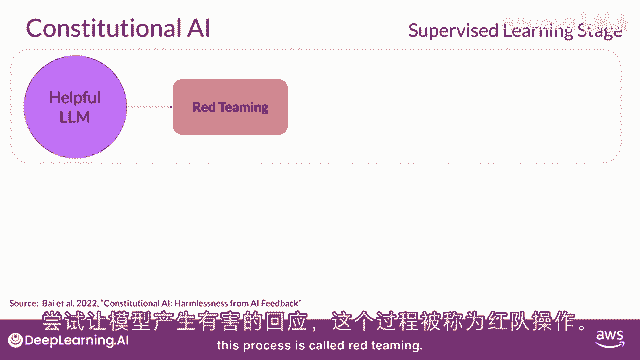 Constitutional AI
Supervised Learning Stage
Helpful
LLM
Red Teaming
Source: Bai et al. 2022, "Constitutional AI: Harmlessness from AI Feedback"
尝试让模型产生有害的回应，这个过程被称为红队操作。
this process is called red teaming.
DeepLearning.AI
aws